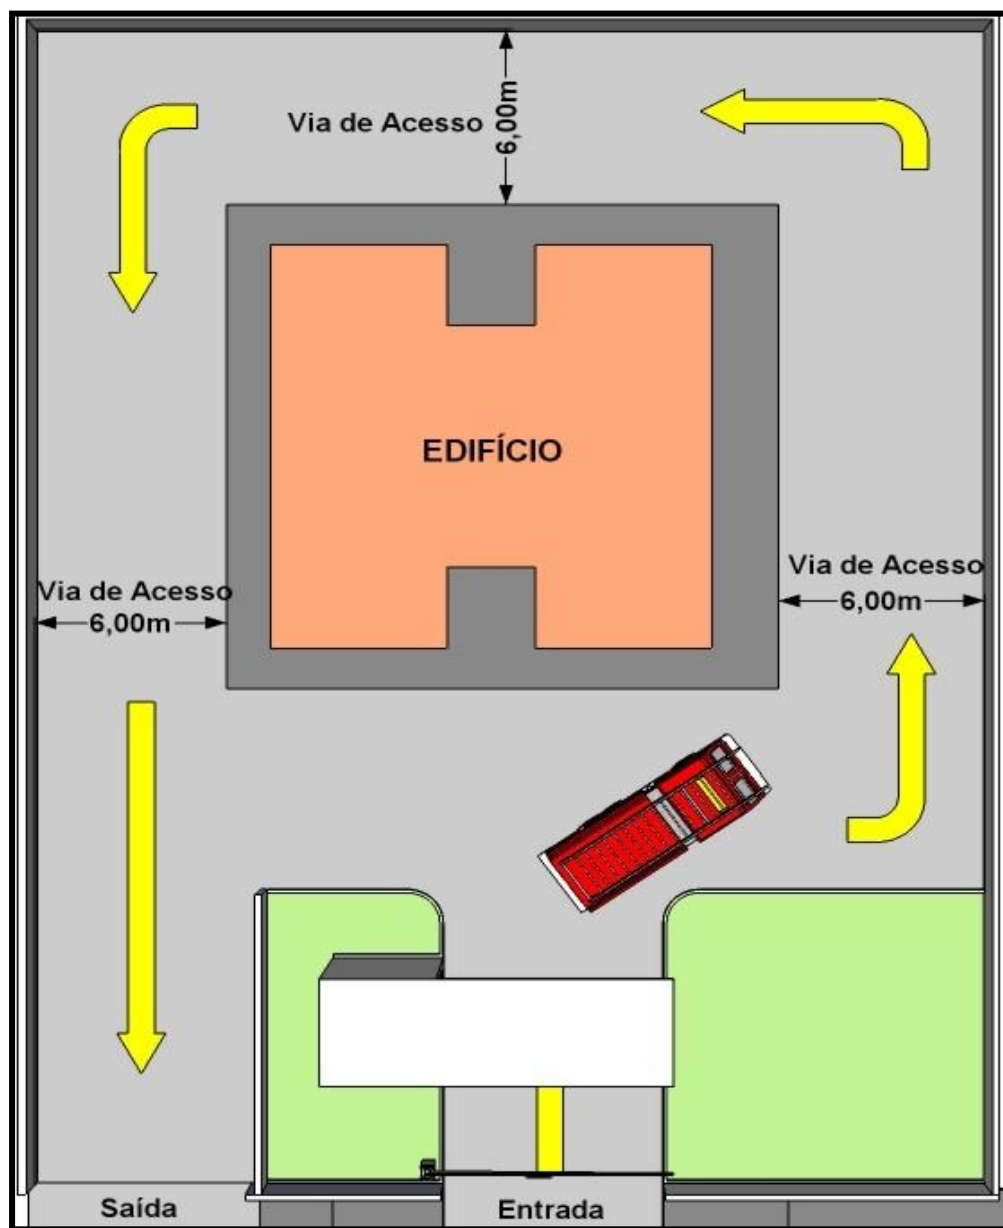 Via de Acesso
6,00m
EDIFÍCIO
Via de Acesso
6,00m
Via de Acesso
6,00m
Saída
Entrada